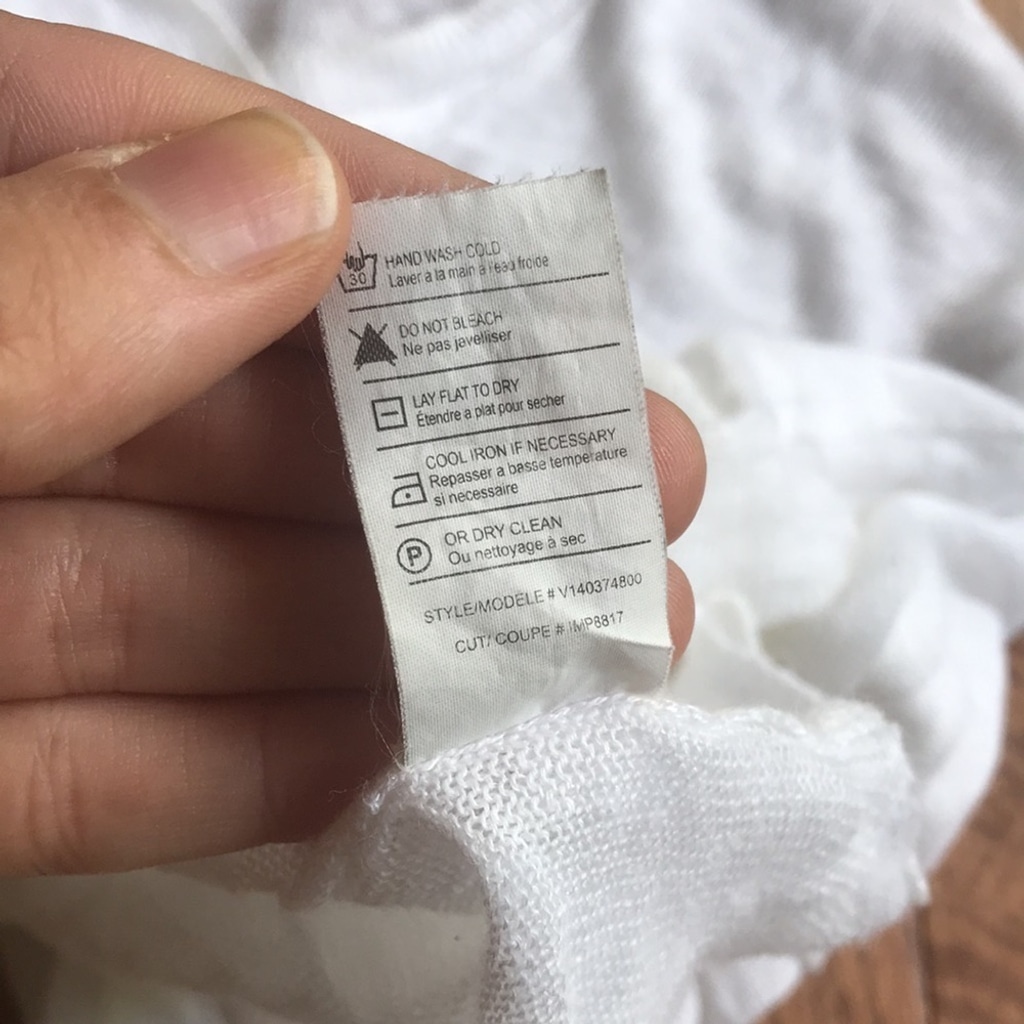 30
HAND WASH COLD
Laver a la main à l'eau froide
DO NOT BLEACH
Ne pas javelliser
LAY FLAT TO DRY
Étendre a plat pour secher
COOL IRON IF NECESSARY
Repasser a basse temperature
si necessaire
P
OR DRY CLEAN
Ou nettoyage à sec
STYLE/MODÈLE # V140374800
CUT/ COUPE # IMP8817